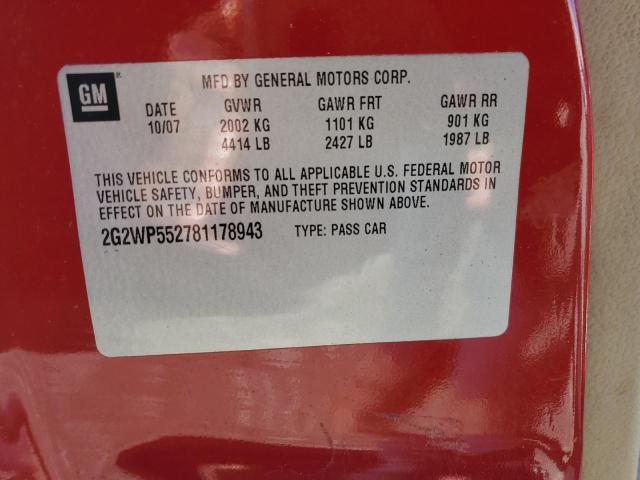 GM
MFD BY GENERAL MOTORS CORP.
DATE GVWR GAWR FRT GAWR RR
10/07 2002 KG 1101 KG 901 KG
4414 LB 2427 LB 1987 LB
THIS VEHICLE CONFORMS TO ALL APPLICABLE U.S. FEDERAL MOTOR
VEHICLE SAFETY, BUMPER, AND THEFT PREVENTION STANDARDS IN
EFFECT ON THE DATE OF MANUFACTURE SHOWN ABOVE.
2G2WP552781178943 TYPE: PASS CAR